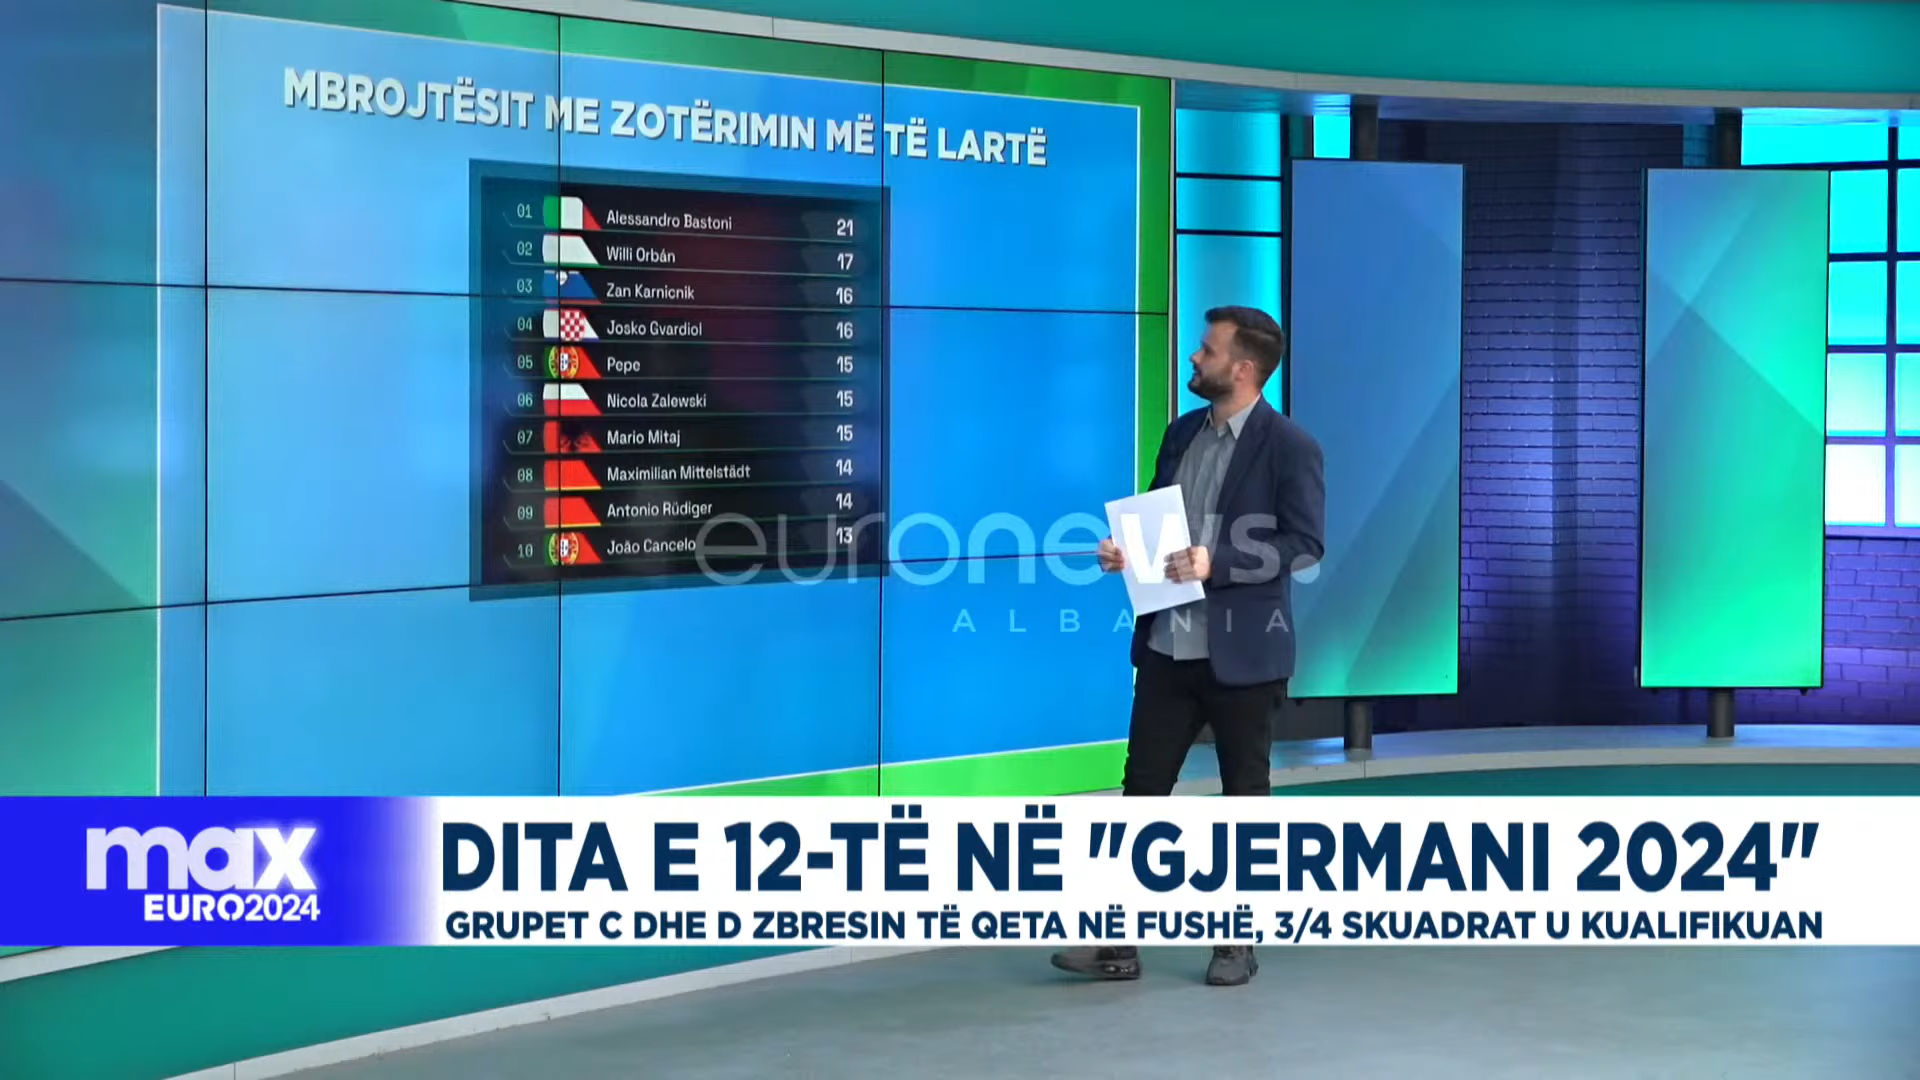 MBROJTËSIT ME ZOTËRIMIN MË TË LARTË
01 Alessandro Bastoni 21
02 Willi Orbán 17
03 Zan Karnicnik 16
04 Josko Gvardiol 16
05 Pepe 15
06 Nicola Zalewski 15
07 Mario Mitaj 15
08 Maximilian Mittelstädt 14
09 Antonio Rüdiger 14
10 João Cancelo 13
euronews.
ALBANIA
max
EURO2024
DITA E 12-TË NË "GJERMANI 2024"
GRUPET C DHE D ZBRESIN TË QETA NË FUSHË, 3/4 SKUADRAT U KUALIFIKUAN